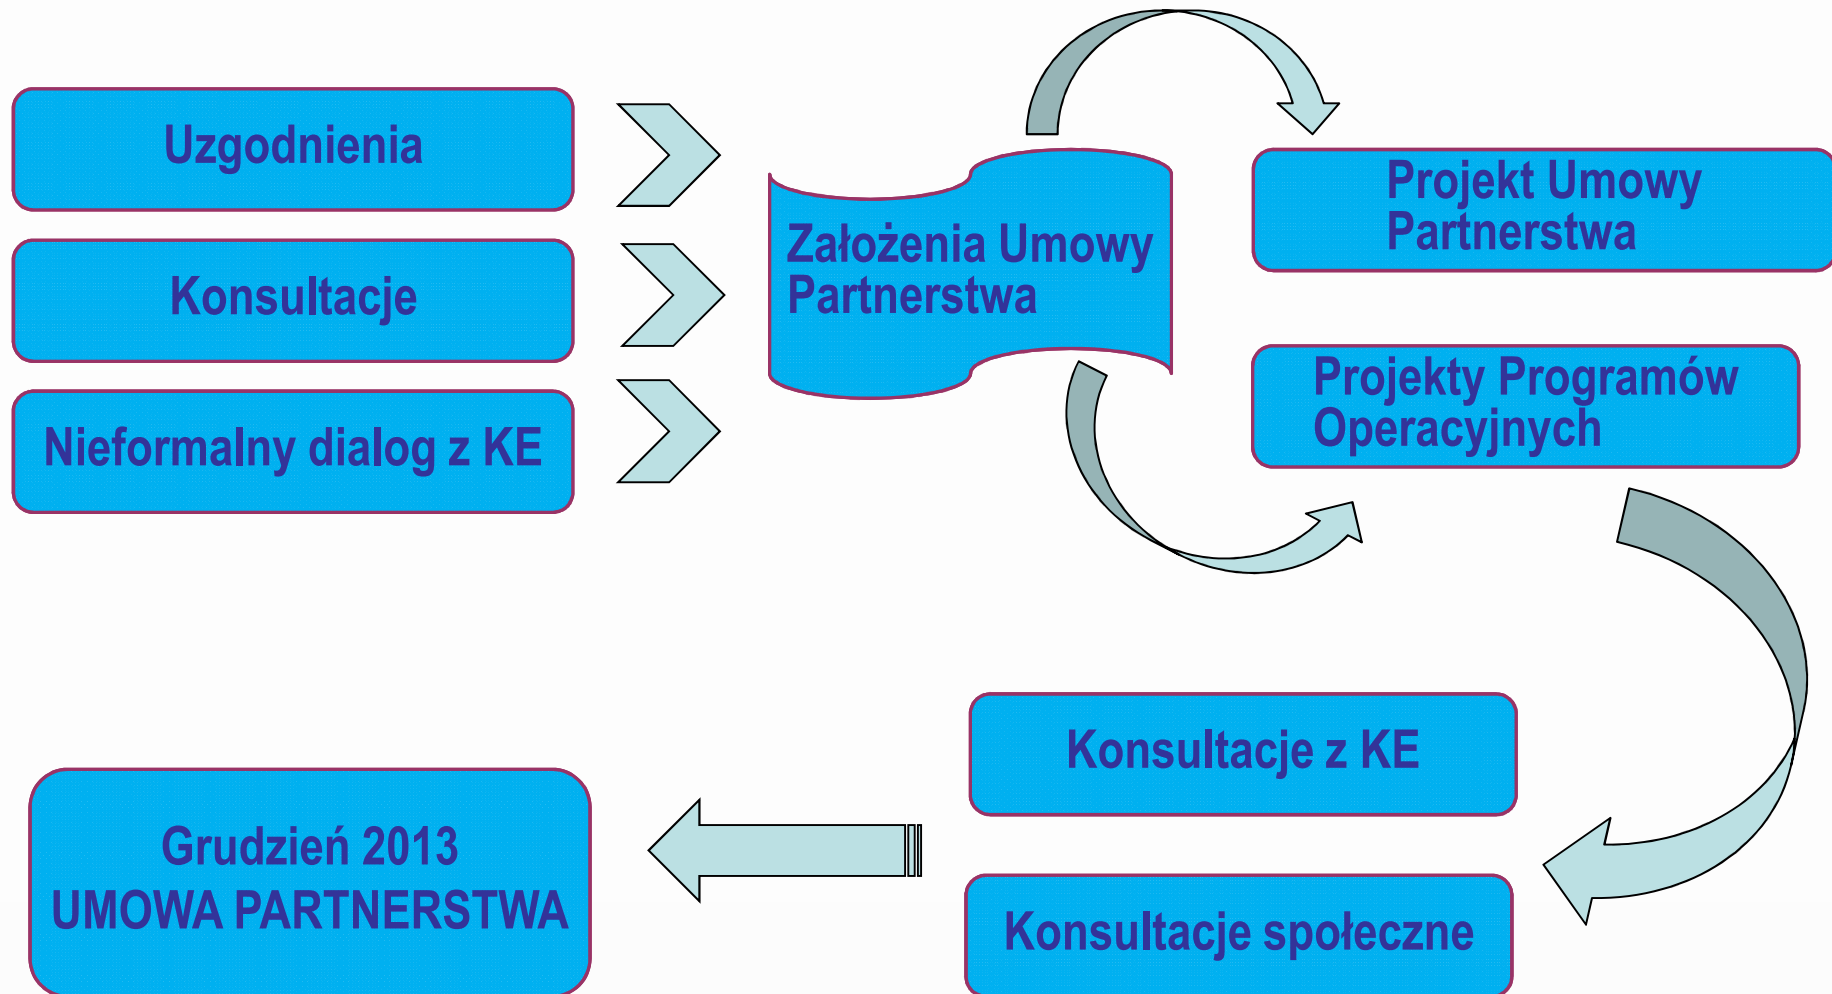 Uzgodnienia
Konsultacje
Nieformalny dialog z KE
Założenia Umowy
Partnerstwa
Projekt Umowy
Partnerstwa
Projekty Programów
Operacyjnych
Konsultacje z KE
Konsultacje społeczne
Grudzień 2013
UMOWA PARTNERSTWA